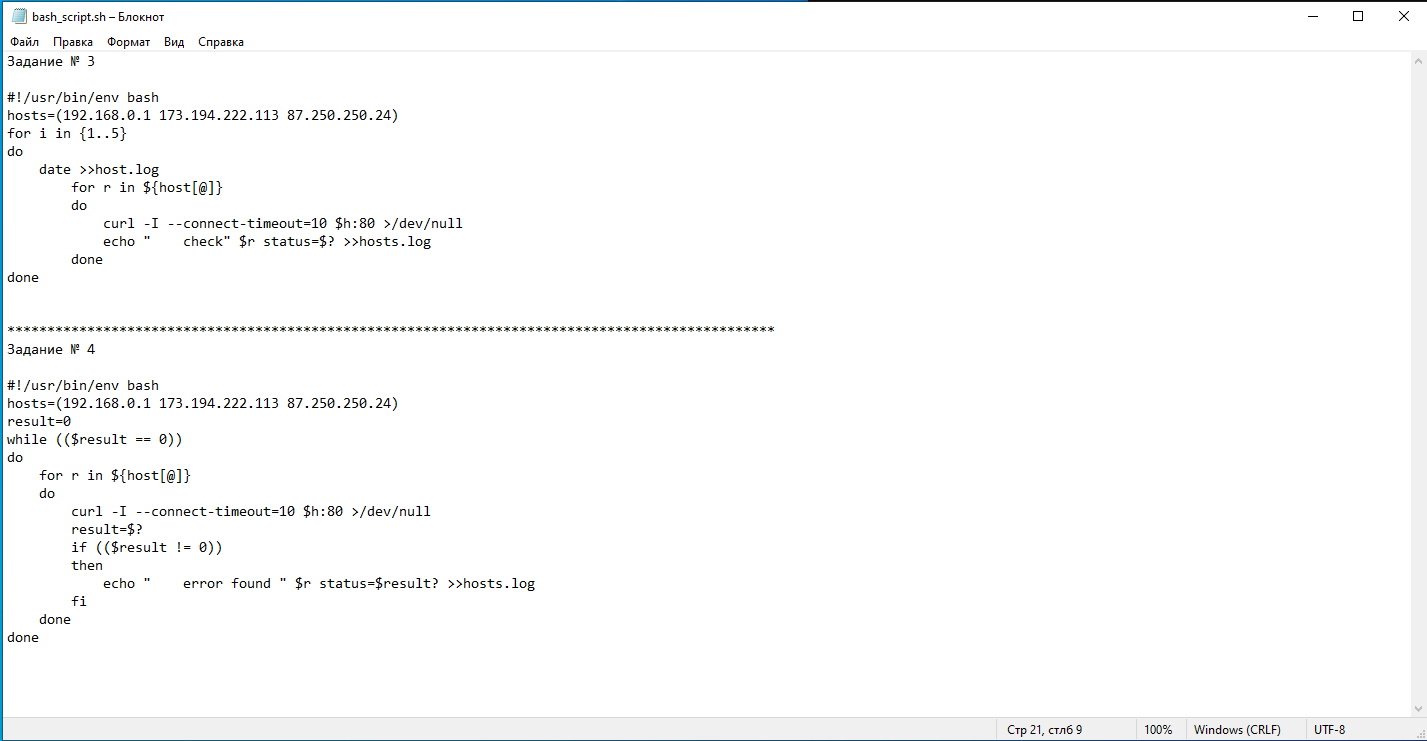 bash_script.sh – Блокнот
Файл Правка Формат Вид Справка
Задание № 3
#!/usr/bin/env bash
hosts=(192.168.0.1 173.194.222.113 87.250.250.24)
for i in {1..5}
do
    date >>host.log
        for r in ${host[@]}
        do
            curl -I --connect-timeout=10 $h:80 >/dev/null
            echo "    check" $r status=$? >>hosts.log
        done
done
************************************************************************************************
Задание № 4
#!/usr/bin/env bash
hosts=(192.168.0.1 173.194.222.113 87.250.250.24)
result=0
while (($result == 0))
do
    for r in ${host[@]}
    do
        curl -I --connect-timeout=10 $h:80 >/dev/null
        result=$?
        if (($result != 0))
        then
            echo "    error found " $r status=$result? >>hosts.log
        fi
    done
done
Стр 21, стлб 9 100% Windows (CRLF) UTF-8